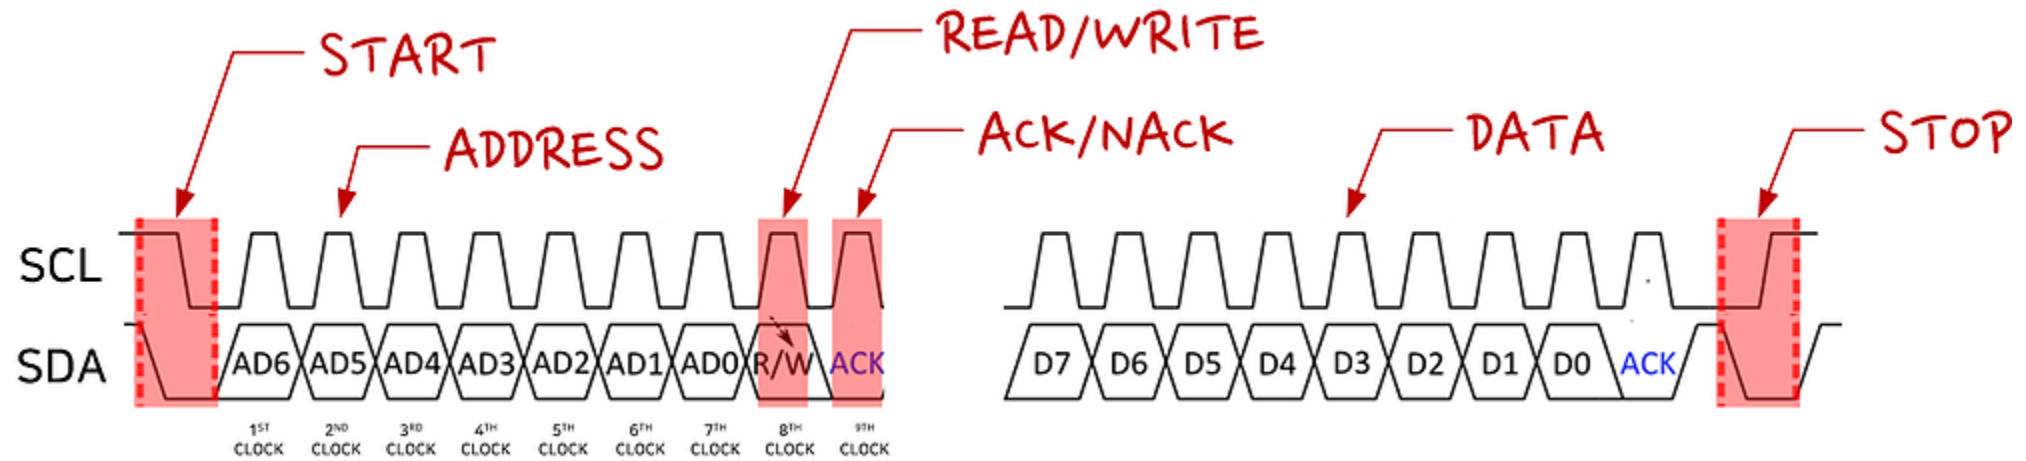 START
READ/WRITE
ADDRESS
ACK/NACK
DATA
STOP
SCL
SDA
AD6 AD5 AD4 AD3 AD2 AD1 AD0 R/W ACK
D7 D6 D5 D4 D3 D2 D1 D0 ACK
1ST 2ND 3RD 4TH 5TH 6TH 7TH 8TH 9TH
CLOCK CLOCK CLOCK CLOCK CLOCK CLOCK CLOCK CLOCK CLOCK